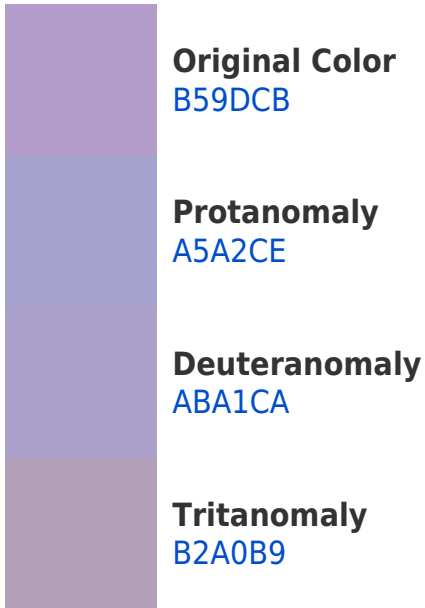 Original Color
B59DCB
Protanomaly
A5A2CE
Deuteranomaly
ABA1CA
Tritanomaly
B2A0B9